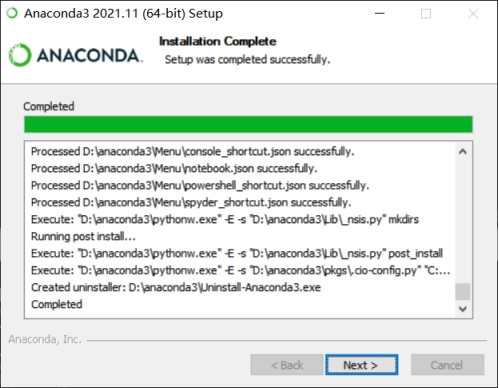 Anaconda3 2021.11 (64-bit) Setup
ANACONDA.
Installation Complete
Setup was completed successfully.
Completed
Processed D:\anaconda3\Menu\console_shortcut.json successfully.
Processed D:\anaconda3\Menu\notebook.json successfully.
Processed D:\anaconda3\Menu\powershell_shortcut.json successfully.
Processed D:\anaconda3\Menu\spyder_shortcut.json successfully.
Execute: "D:\anaconda3\pythonw.exe" -E -s "D:\anaconda3\Lib\_nsis.py" mkdirs
Running post install...
Execute: "D:\anaconda3\pythonw.exe" -E -s "D:\anaconda3\Lib\_nsis.py" post_install
Execute: "D:\anaconda3\pythonw.exe" -E -s "D:\anaconda3\pkgs\.cio-config.py" "C:...
Created uninstaller: D:\anaconda3\Uninstall-Anaconda3.exe
Completed
Anaconda, Inc.
< Back
Next >
Cancel